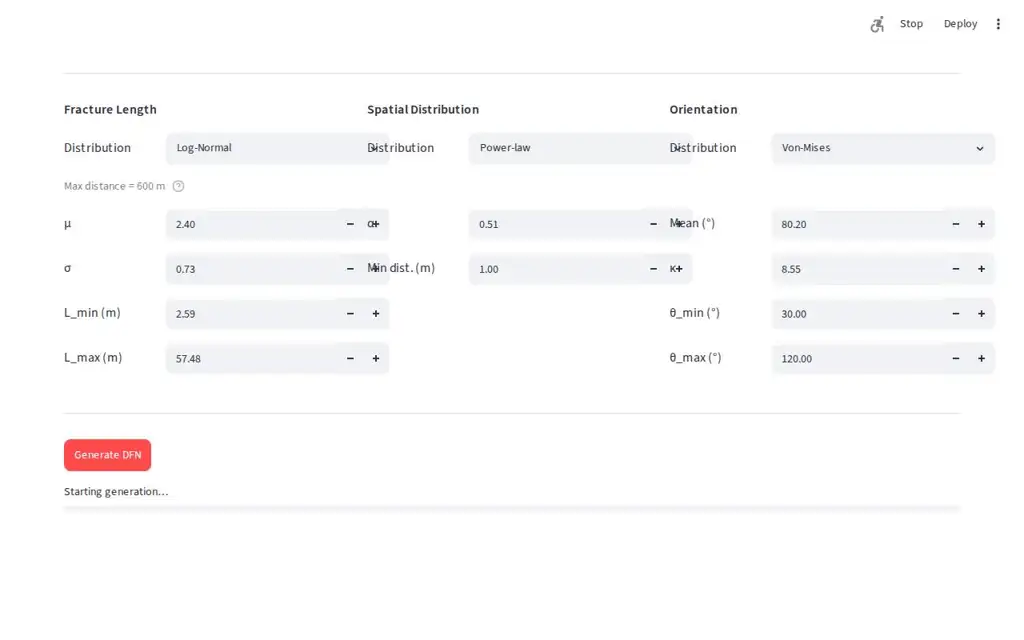 Stop Deploy
Fracture Length Spatial Distribution Orientation
Distribution Log-Normal Distribution Power-law Distribution Von-Mises
Max distance = 600 m
μ 2.40 − + α 0.51 − + Mean (°) 80.20 − +
σ 0.73 − + Min dist. (m) 1.00 − + κ 8.55 − +
L_min (m) 2.59 − + θ_min (°) 30.00 − +
L_max (m) 57.48 − + θ_max (°) 120.00 − +
Generate DFN
Starting generation...